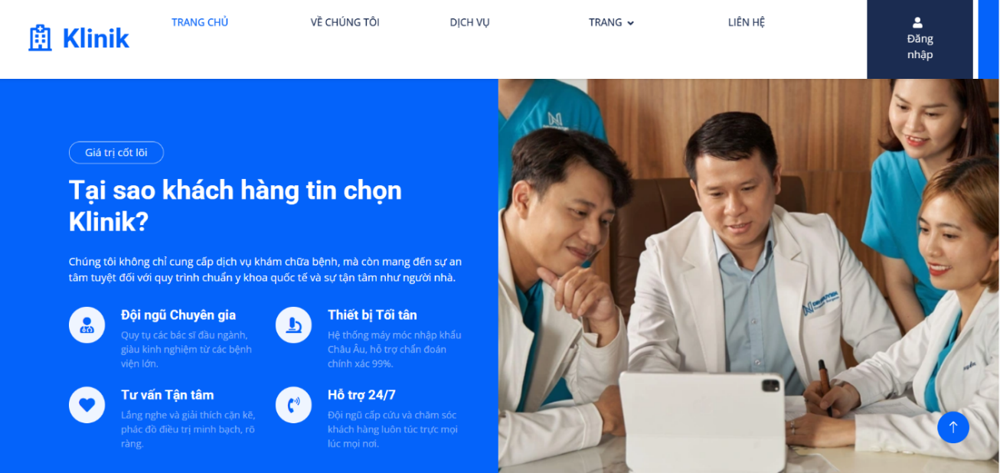 Klinik
TRANG CHỦ
VỀ CHÚNG TÔI
DỊCH VỤ
TRANG
LIÊN HỆ
Đăng
nhập
Giá trị cốt lõi
Tại sao khách hàng tin chọn
Klinik?
Chúng tôi không chỉ cung cấp dịch vụ khám chữa bệnh, mà còn mang đến sự an
tâm tuyệt đối với quy trình chuẩn y khoa quốc tế và sự tận tâm như người nhà.
Đội ngũ Chuyên gia
Quy tụ các bác sĩ đầu ngành,
giàu kinh nghiệm từ các bệnh
viện lớn.
Thiết bị Tối tân
Hệ thống máy móc nhập khẩu
Châu Âu, hỗ trợ chẩn đoán
chính xác 99%.
Tư vấn Tận tâm
Lắng nghe và giải thích cặn kẽ,
phác đồ điều trị minh bạch, rõ
ràng.
Hỗ trợ 24/7
Đội ngũ cấp cứu và chăm sóc
khách hàng luôn túc trực mọi
lúc mọi nơi.